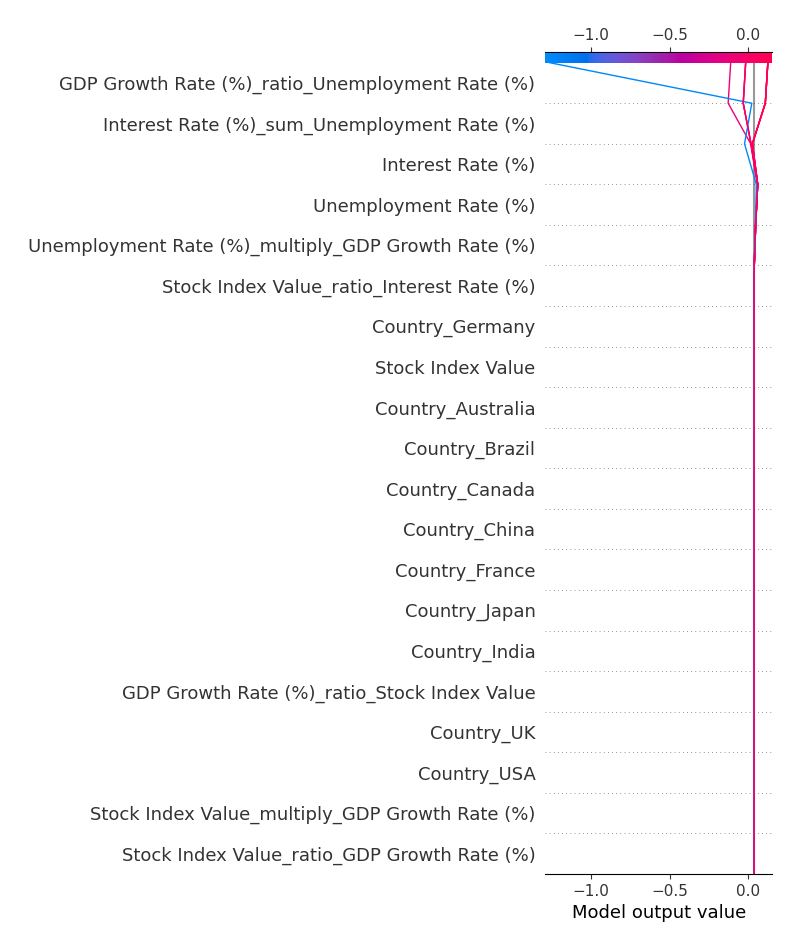 −1.0 −0.5 0.0
GDP Growth Rate (%)_ratio_Unemployment Rate (%)
Interest Rate (%)_sum_Unemployment Rate (%)
Interest Rate (%)
Unemployment Rate (%)
Unemployment Rate (%)_multiply_GDP Growth Rate (%)
Stock Index Value_ratio_Interest Rate (%)
Country_Germany
Stock Index Value
Country_Australia
Country_Brazil
Country_Canada
Country_China
Country_France
Country_Japan
Country_India
GDP Growth Rate (%)_ratio_Stock Index Value
Country_UK
Country_USA
Stock Index Value_multiply_GDP Growth Rate (%)
Stock Index Value_ratio_GDP Growth Rate (%)
−1.0 −0.5 0.0
Model output value